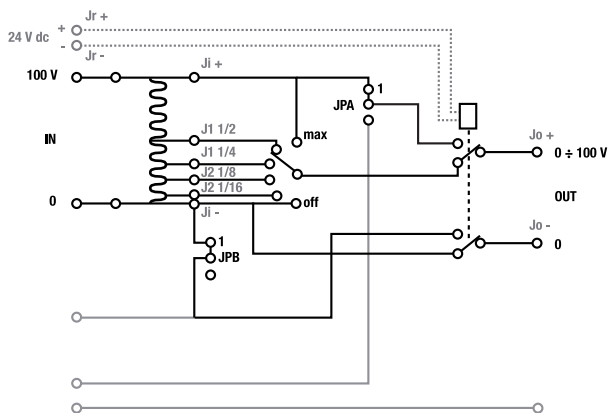 Jr +
24 V dc
+
-
Jr -
100 V
Ji +
1
JPA
J1 1/2
max
Jo +
IN
J1 1/4
0 ÷ 100 V
J2 1/8
J2 1/16
OUT
0
off
Ji -
Jo -
1
0
JPB